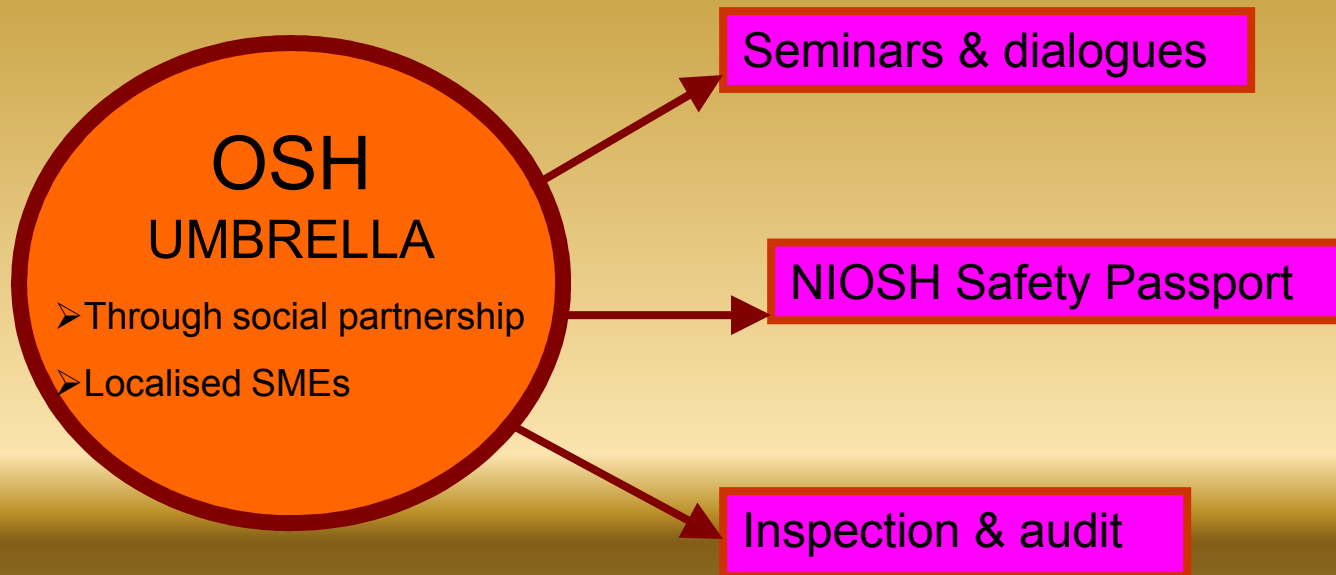 OSH
UMBRELLA
➢Through social partnership
➢Localised SMEs
Seminars & dialogues
NIOSH Safety Passport
Inspection & audit